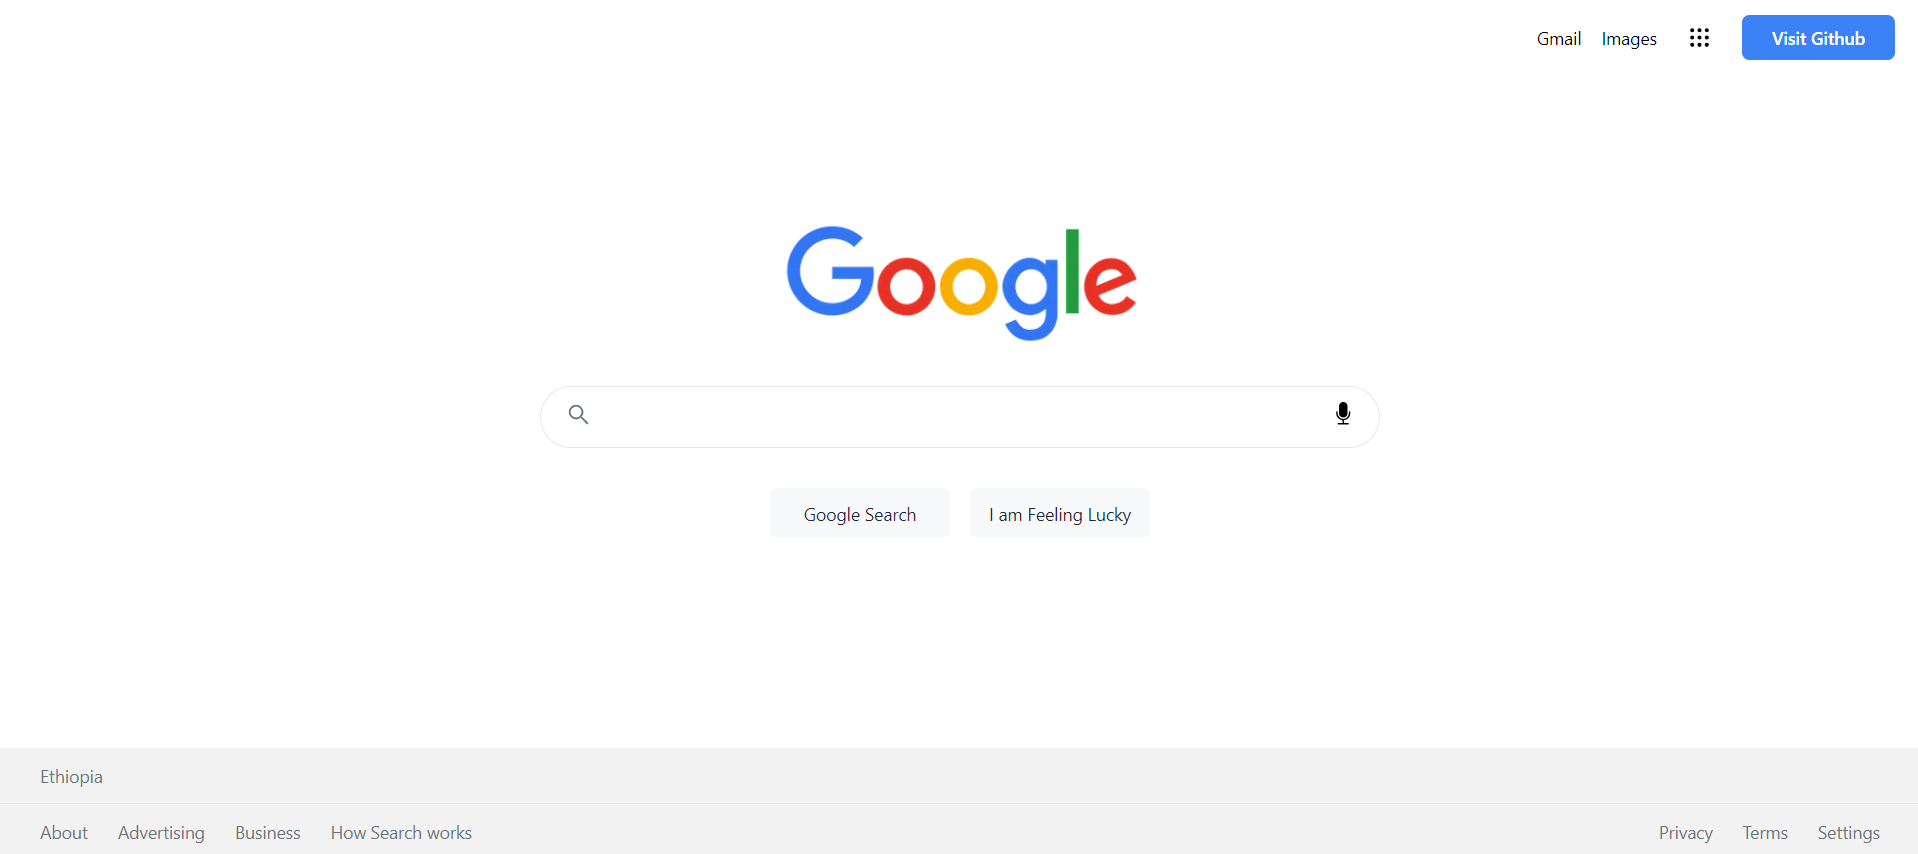 Gmail Images Visit Github
Google
Google Search I am Feeling Lucky
Ethiopia
About Advertising Business How Search works Privacy Terms Settings